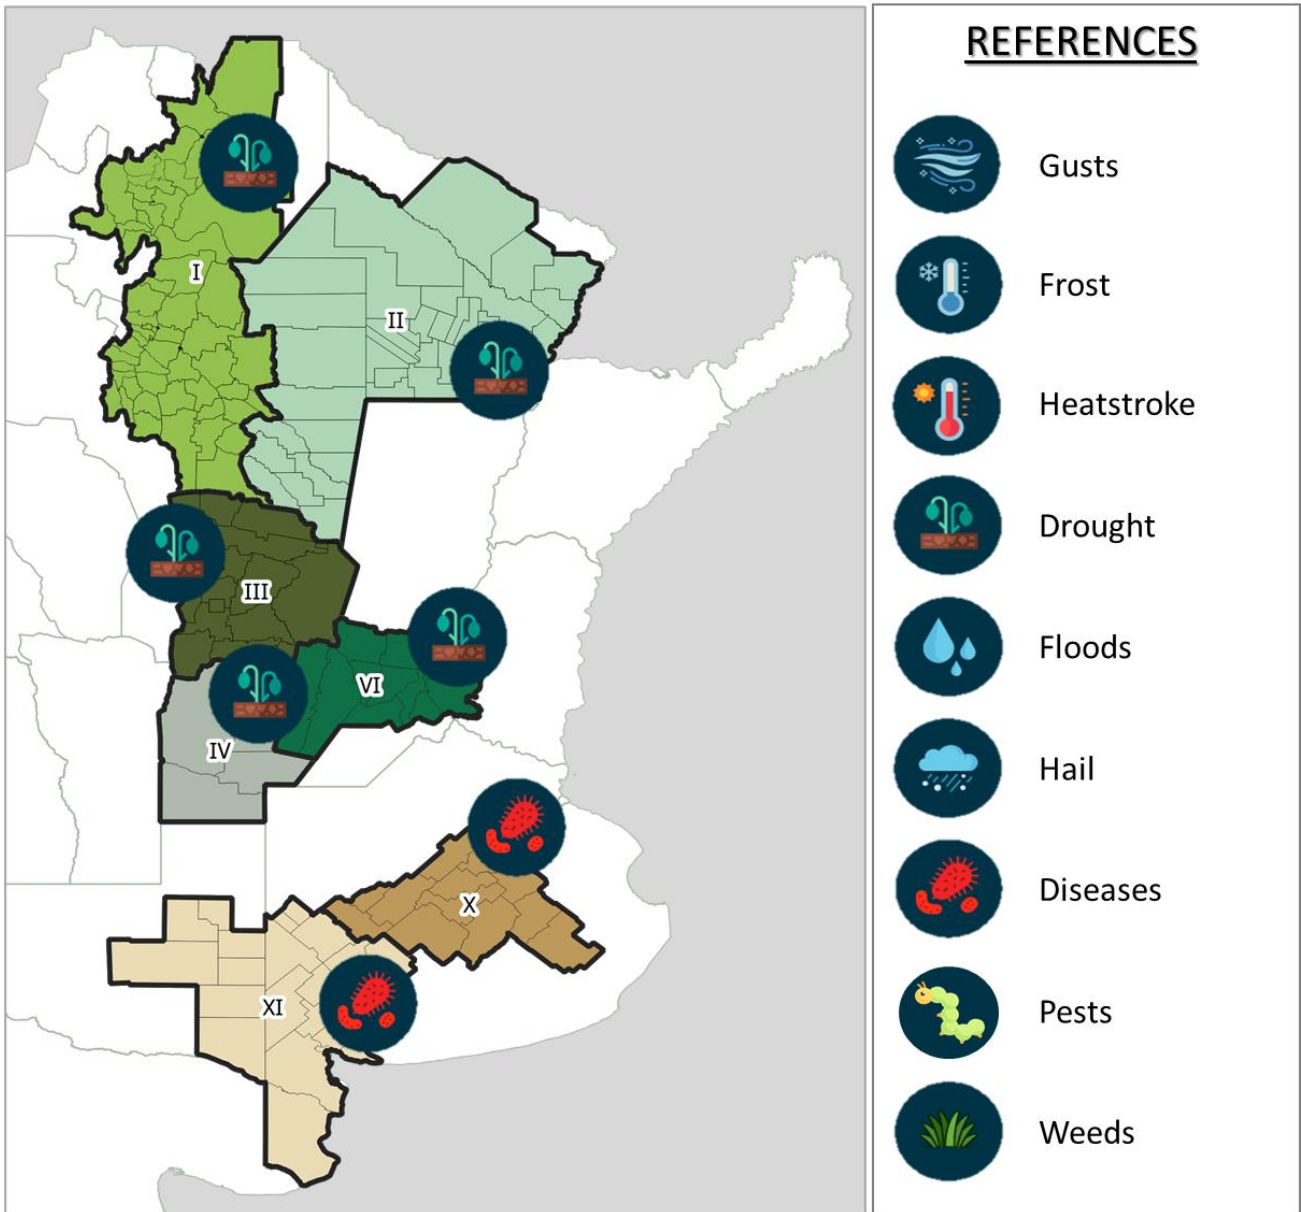 REFERENCES
Gusts
Frost
Heatstroke
Drought
Floods
Hail
Diseases
Pests
Weeds
I
II
III
VI
IV
X
XI